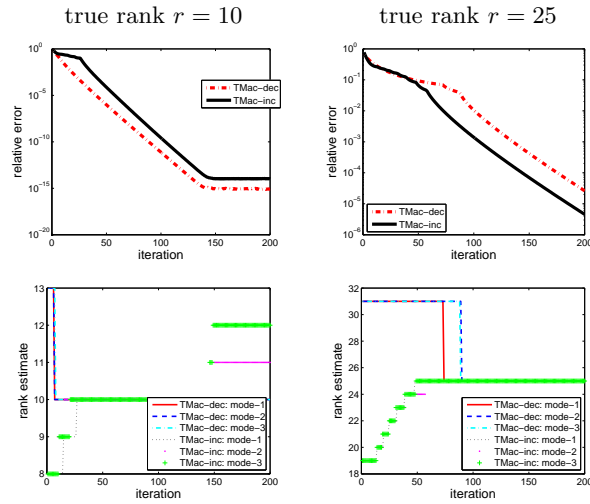 true rank r = 10
true rank r = 25
10^0
10^-5
10^-10
10^-15
10^-20
relative error
0 50 100 150 200
iteration
TMac-dec
TMac-inc
10^0
10^-1
10^-2
10^-3
10^-4
10^-5
10^-6
relative error
0 50 100 150 200
iteration
TMac-dec
TMac-inc
13
12
11
10
9
8
rank estimate
0 50 100 150 200
iteration
TMac-dec: mode-1
TMac-dec: mode-2
TMac-dec: mode-3
TMac-inc: mode-1
TMac-inc: mode-2
TMac-inc: mode-3
32
30
28
26
24
22
20
18
rank estimate
0 50 100 150 200
iteration
TMac-dec: mode-1
TMac-dec: mode-2
TMac-dec: mode-3
TMac-inc: mode-1
TMac-inc: mode-2
TMac-inc: mode-3